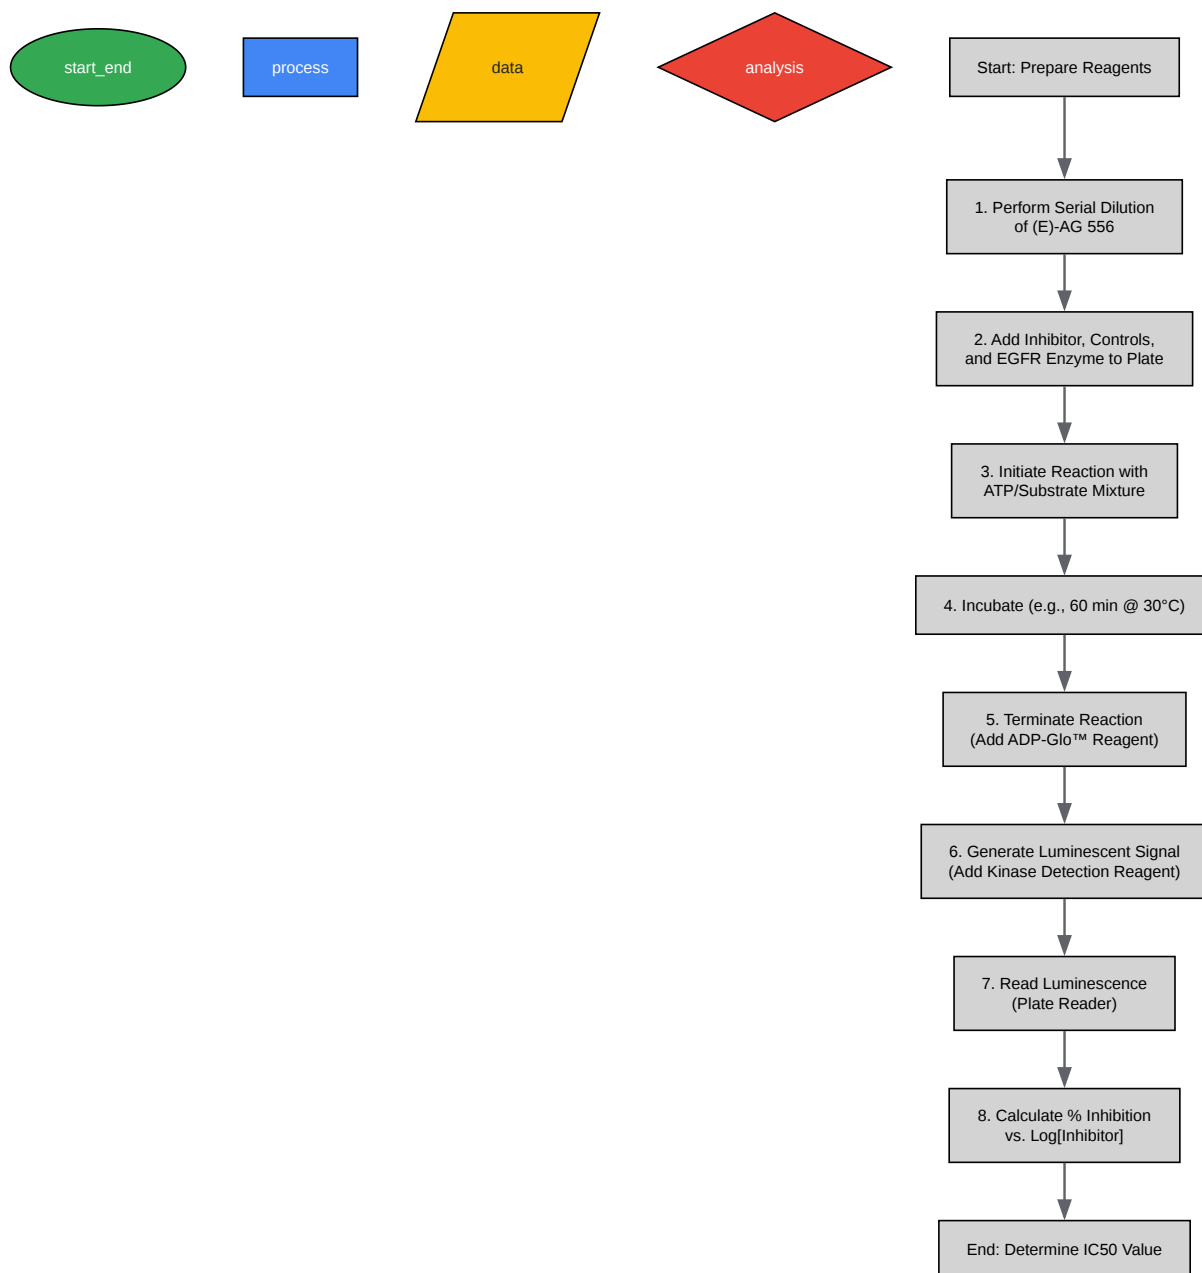 start_end
process
data
analysis
Start: Prepare Reagents
1. Perform Serial Dilution
of (E)-AG 556
2. Add Inhibitor, Controls,
and EGFR Enzyme to Plate
3. Initiate Reaction with
ATP/Substrate Mixture
4. Incubate (e.g., 60 min @ 30°C)
5. Terminate Reaction
(Add ADP-Glo™ Reagent)
6. Generate Luminescent Signal
(Add Kinase Detection Reagent)
7. Read Luminescence
(Plate Reader)
8. Calculate % Inhibition
vs. Log[Inhibitor]
End: Determine IC50 Value